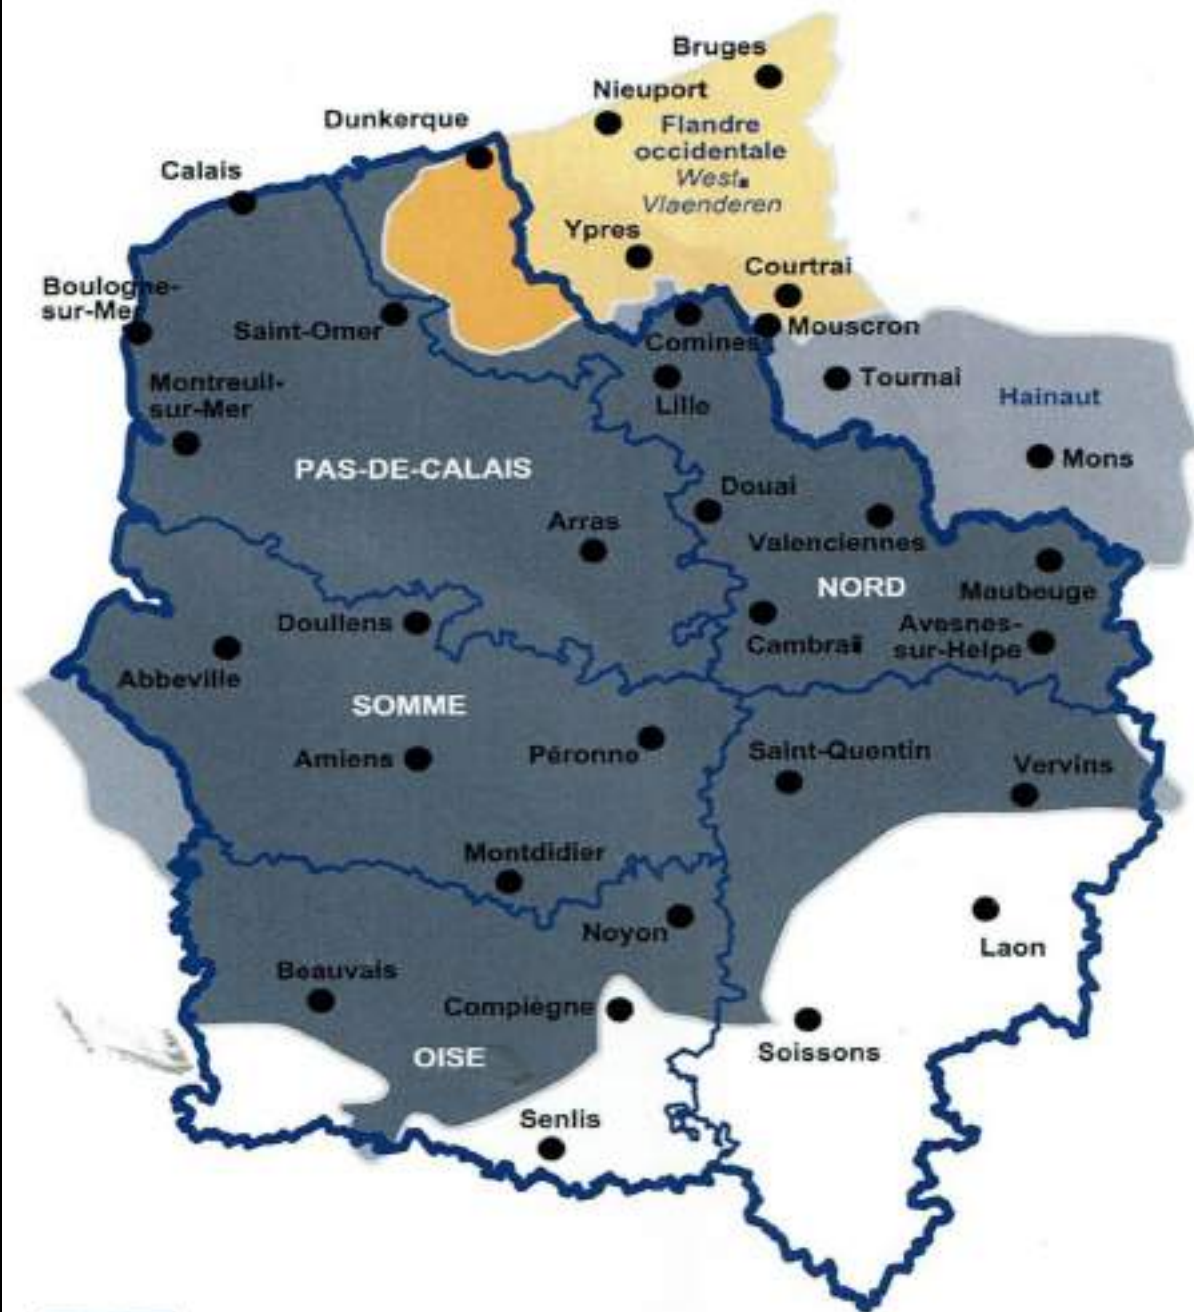 Bruges
Nieuport
Dunkerque
Flandre
occidentale
West
Vlaenderen
Calais
Ypres
Courtrai
Boulogne-
sur-Mer
Saint-Omer
Mouscron
Comines
Montreuil-
sur-Mer
Tournai
Lille
Hainaut
PAS-DE-CALAIS
Mons
Douai
Arras
Valenciennes
NORD
Maubeuge
Doullens
Avesnes-
sur-Helpe
Cambrai
Abbeville
SOMME
Amiens
Péronne
Saint-Quentin
Vervins
Montdidier
Noyon
Laon
Beauvais
Compiègne
OISE
Soissons
Senlis